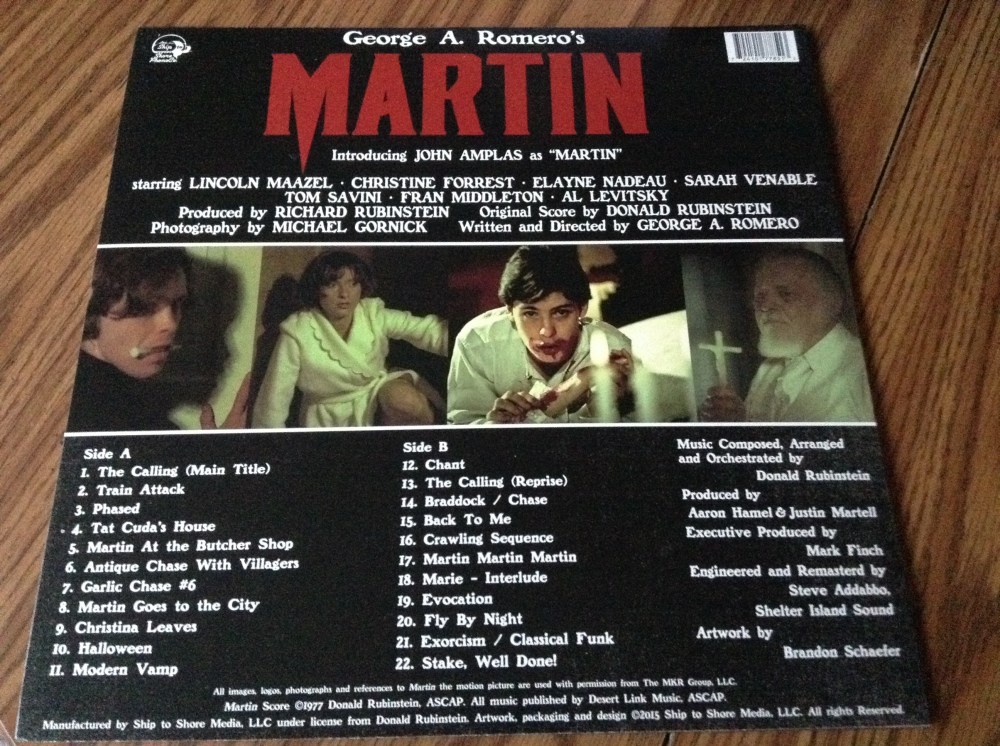 Ship
to
Shore
PhonoCo.
George A. Romero's
MARTIN
Introducing JOHN AMPLAS as "MARTIN"
starring LINCOLN MAAZEL · CHRISTINE FORREST · ELAYNE NADEAU · SARAH VENABLE
TOM SAVINI · FRAN MIDDLETON · AL LEVITSKY
Produced by RICHARD RUBINSTEIN Original Score by DONALD RUBINSTEIN
Photography by MICHAEL GORNICK Written and Directed by GEORGE A. ROMERO
Side A
1. The Calling (Main Title)
2. Train Attack
3. Phased
4. Tat Cuda's House
5. Martin At the Butcher Shop
6. Antique Chase With Villagers
7. Garlic Chase #6
8. Martin Goes to the City
9. Christina Leaves
10. Halloween
11. Modern Vamp
Side B
12. Chant
13. The Calling (Reprise)
14. Braddock / Chase
15. Back To Me
16. Crawling Sequence
17. Martin Martin Martin
18. Marie - Interlude
19. Evocation
20. Fly By Night
21. Exorcism / Classical Funk
22. Stake, Well Done!
Music Composed, Arranged
and Orchestrated by
Donald Rubinstein
Produced by
Aaron Hamel & Justin Martell
Executive Produced by
Mark Finch
Engineered and Remasterd by
Steve Addabbo,
Shelter Island Sound
Artwork by
Brandon Schaefer
All images, logos, photographs and references to Martin the motion picture are used with permission from The MKR Group, LLC.
Martin Score ©1977 Donald Rubinstein, ASCAP. All music published by Desert Link Music, ASCAP.
Manufactured by Ship to Shore Media, LLC under license from Donald Rubinstein. Artwork, packaging and design ©2015 Ship to Shore Media, LLC. All rights Reserved.